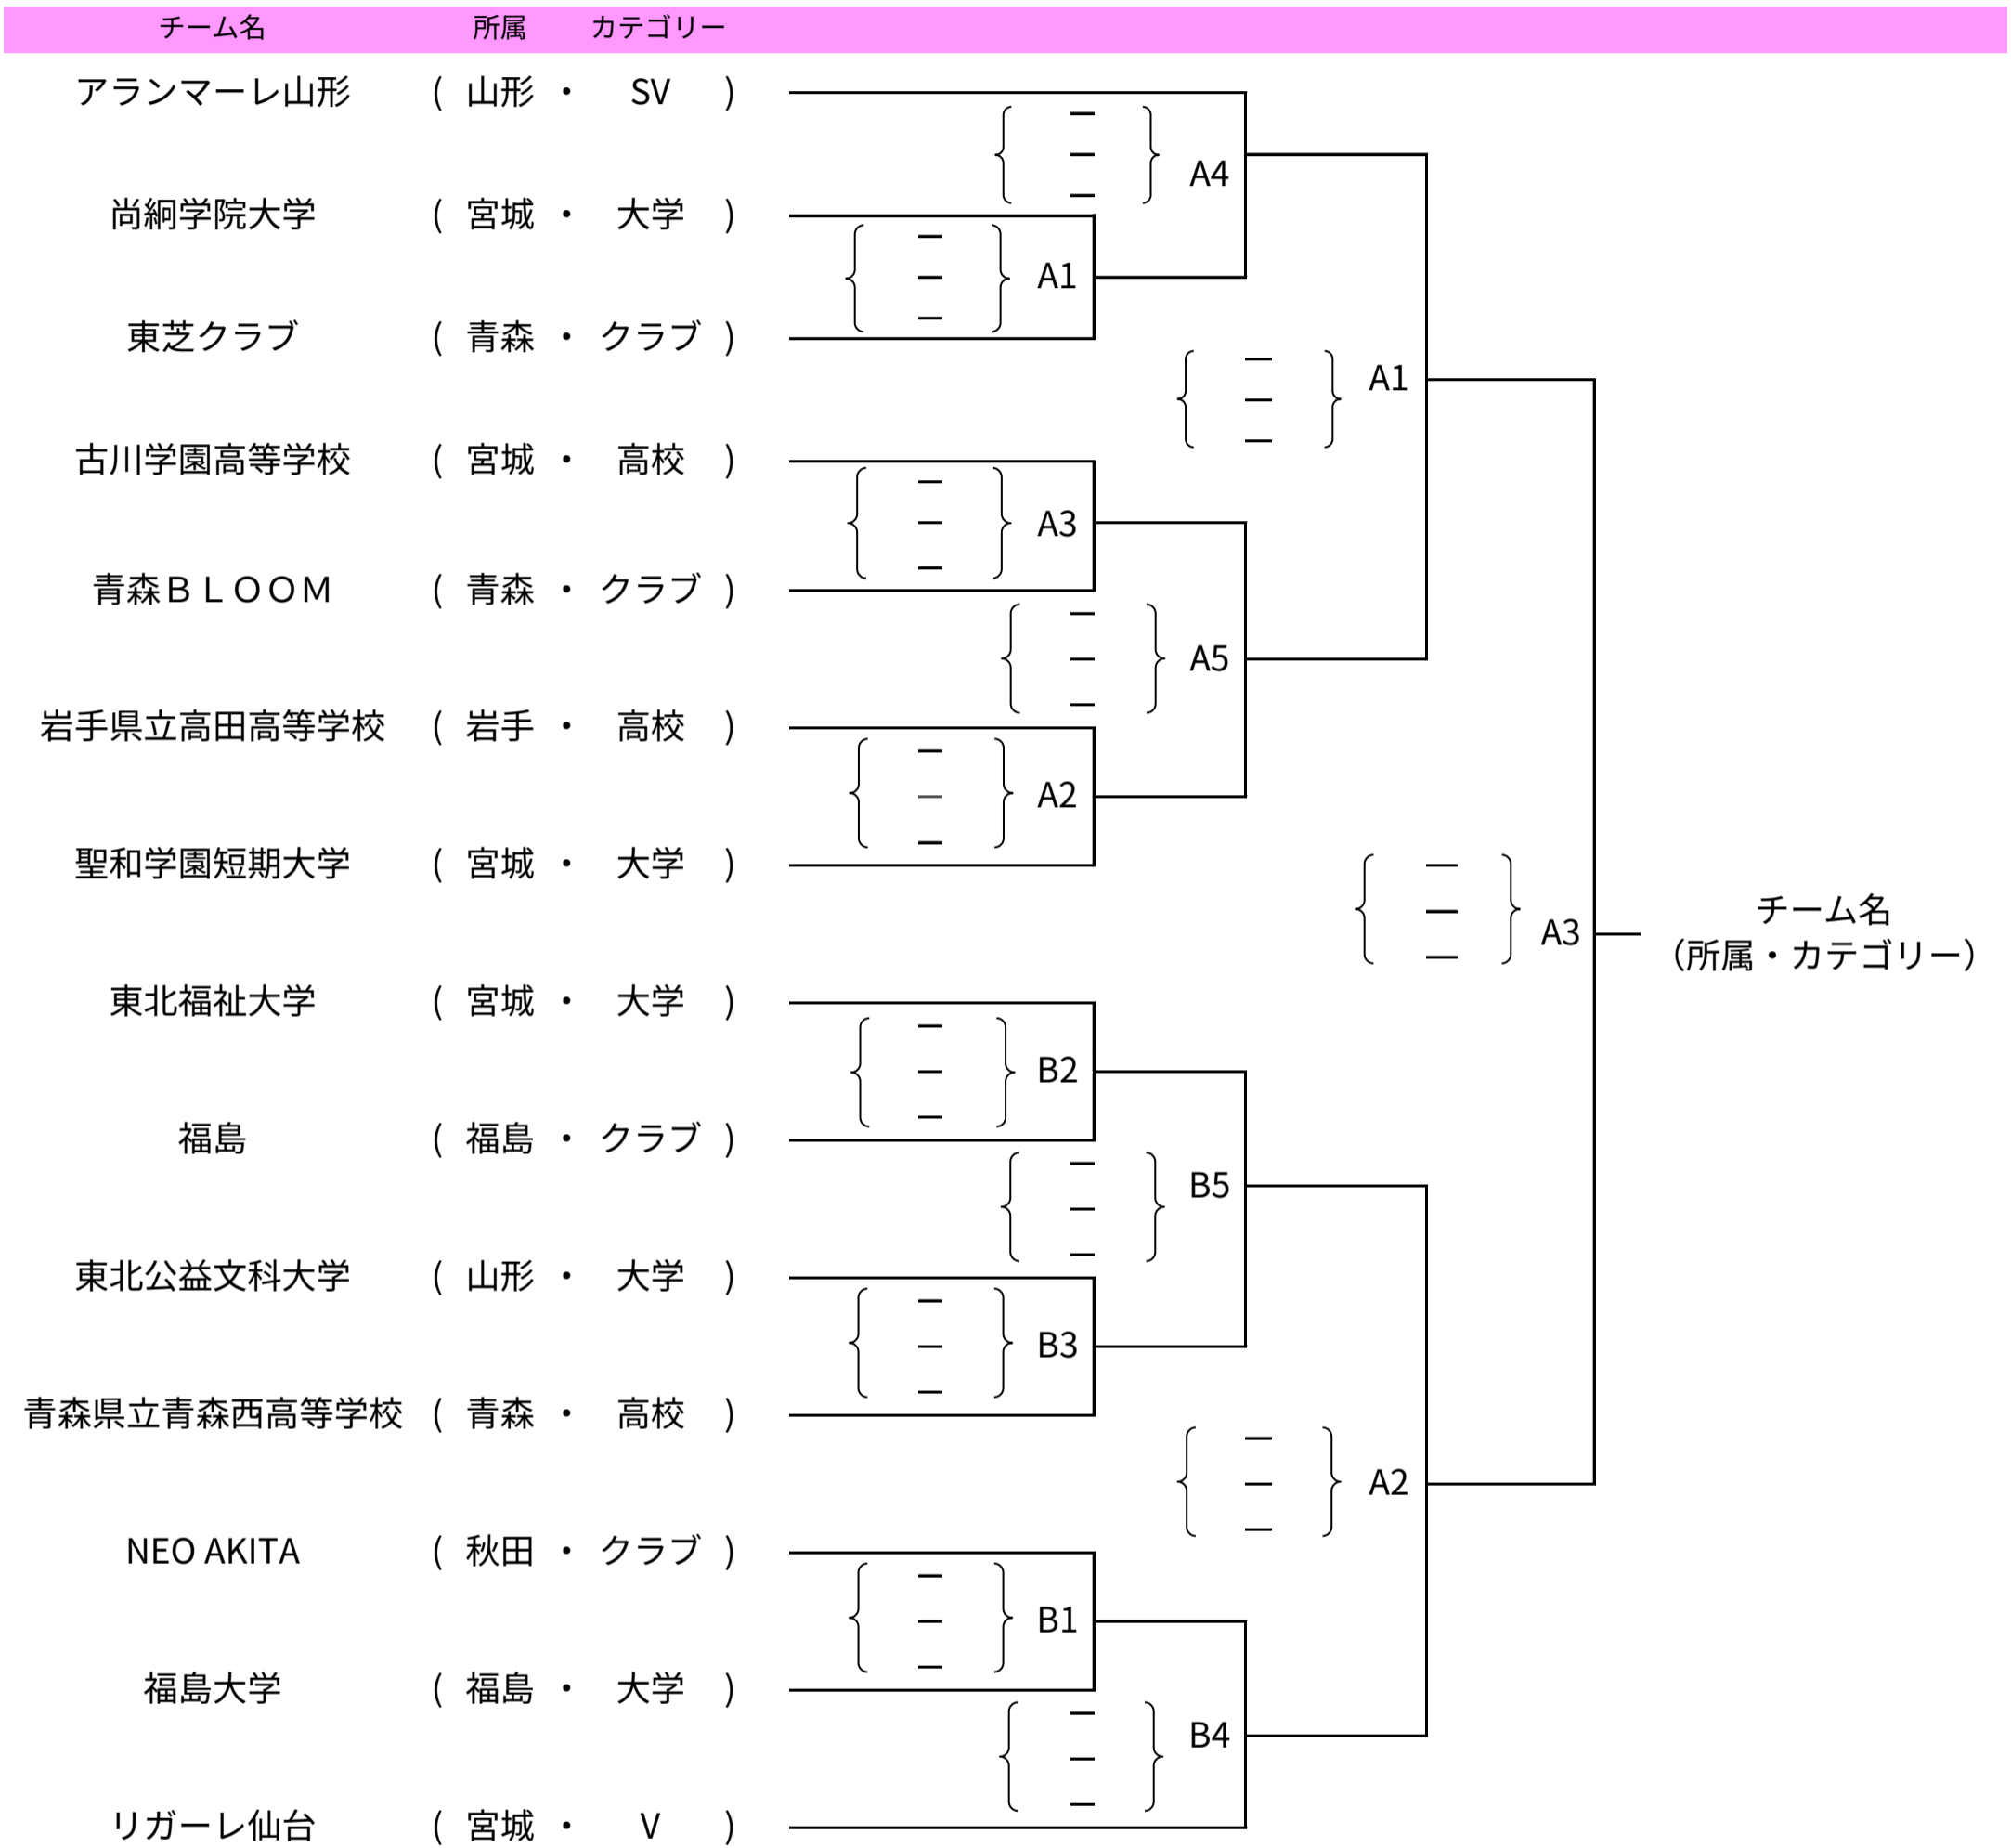 チーム名 所属 カテゴリー
アランマーレ山形 ( 山形 ・ SV )
A4
尚絅学院大学 ( 宮城 ・ 大学 )
A1
東芝クラブ ( 青森 ・ クラブ )
A1
古川学園高等学校 ( 宮城 ・ 高校 )
A3
青森ＢＬＯＯＭ ( 青森 ・ クラブ )
A5
岩手県立高田高等学校 ( 岩手 ・ 高校 )
A2
聖和学園短期大学 ( 宮城 ・ 大学 )
A3
チーム名
（所属・カテゴリー）
東北福祉大学 ( 宮城 ・ 大学 )
B2
福島 ( 福島 ・ クラブ )
B5
東北公益文科大学 ( 山形 ・ 大学 )
B3
青森県立青森西高等学校 ( 青森 ・ 高校 )
A2
NEO AKITA ( 秋田 ・ クラブ )
B1
福島大学 ( 福島 ・ 大学 )
B4
リガーレ仙台 ( 宮城 ・ V )